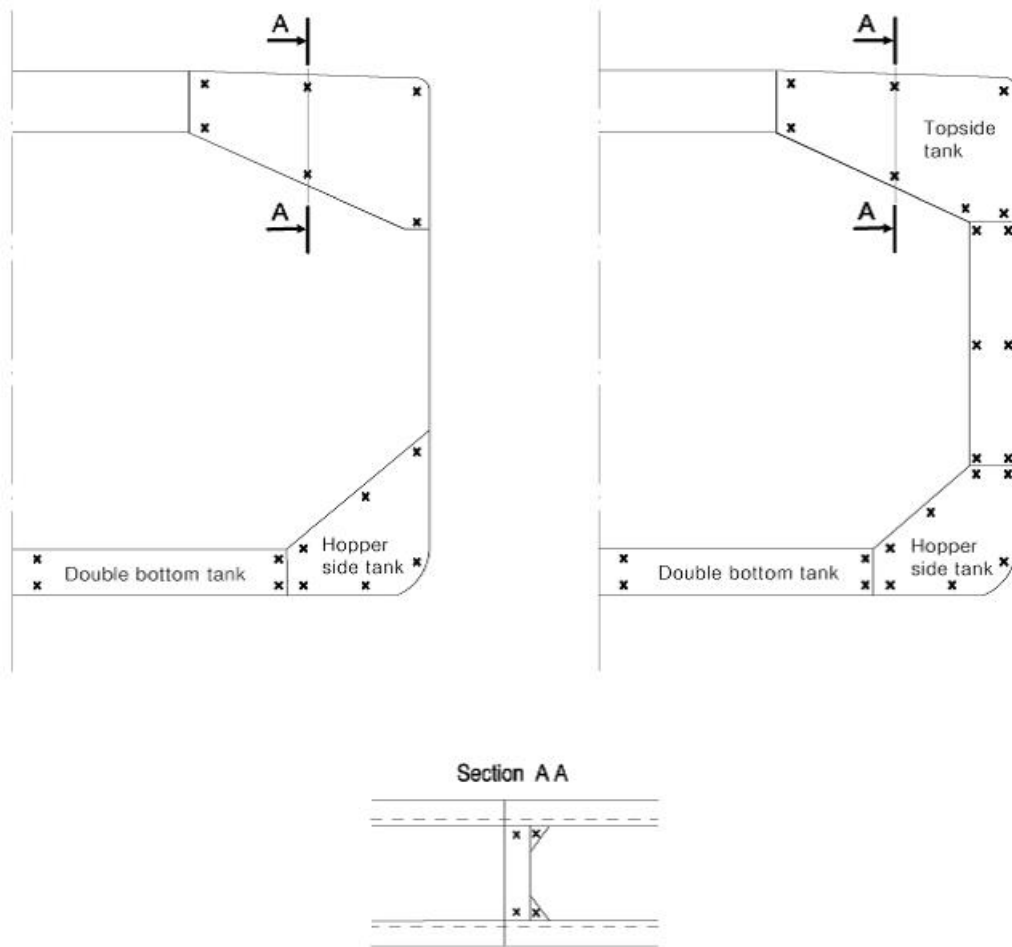 A
A
Topside
tank
A
A
Hopper
side tank
Double bottom tank
Hopper
side tank
Double bottom tank
Section A A